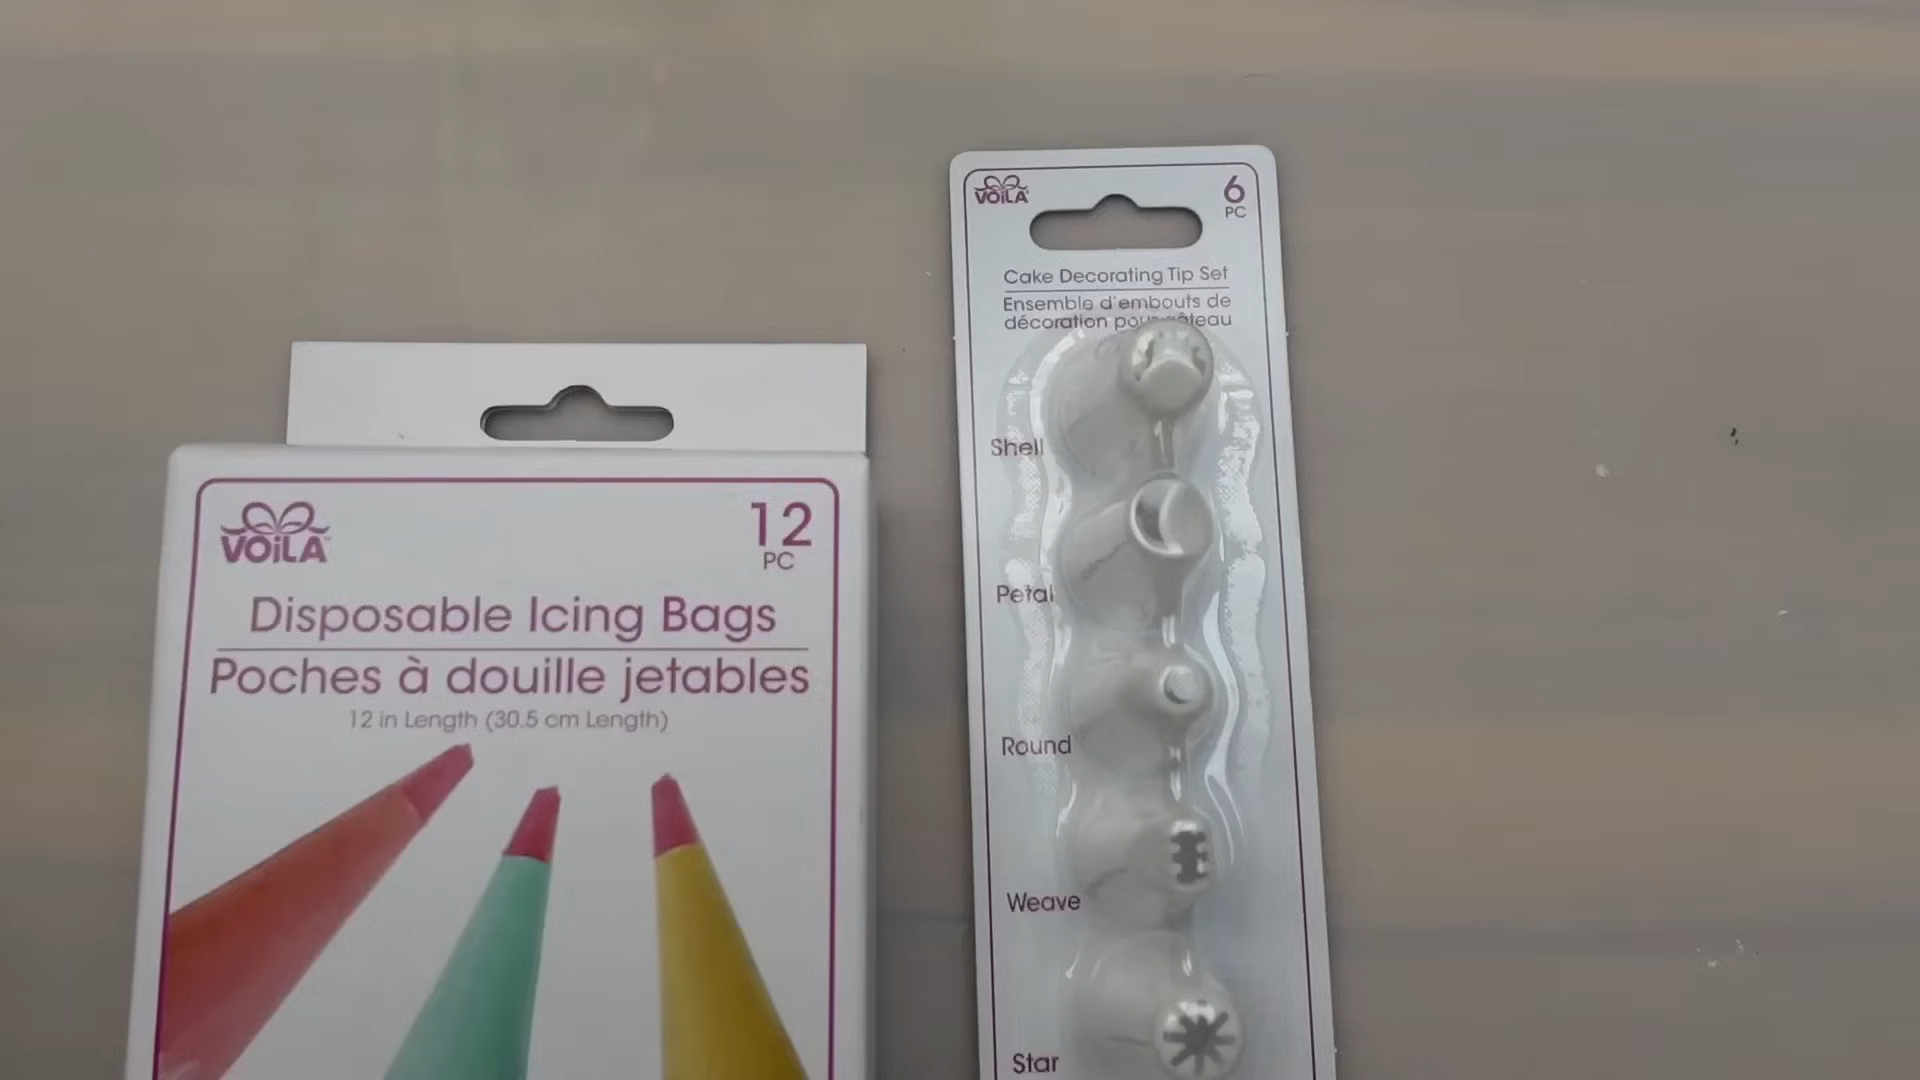 VOiLA
12
PC
Disposable Icing Bags
Poches à douille jetables
12 in Length (30.5 cm Length)
VOiLA
6
PC
Cake Decorating Tip Set
Ensemble d'embouts de
décoration pour gâteau
Shell
Petal
Round
Weave
Star